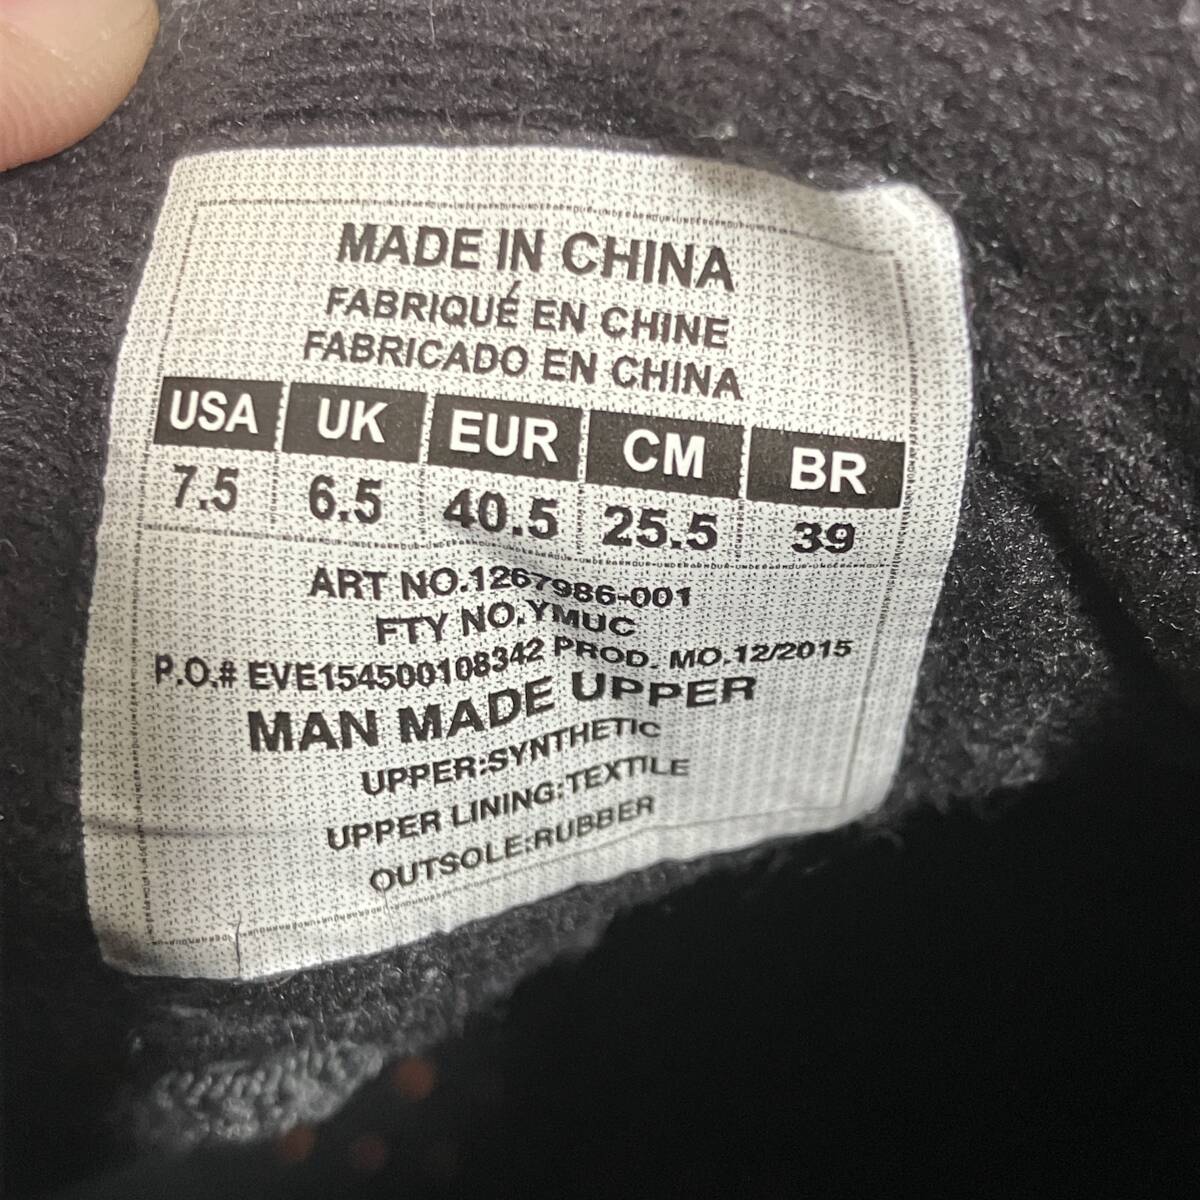 MADE IN CHINA
FABRIQUÉ EN CHINE
FABRICADO EN CHINA
USA UK EUR CM BR
7.5 6.5 40.5 25.5 39
ART NO.1267986-001
FTY NO.YMUC
P.O.# EVE154500108342 PROD. MO.12/2015
MAN MADE UPPER
UPPER:SYNTHETIC
UPPER LINING:TEXTILE
OUTSOLE:RUBBER